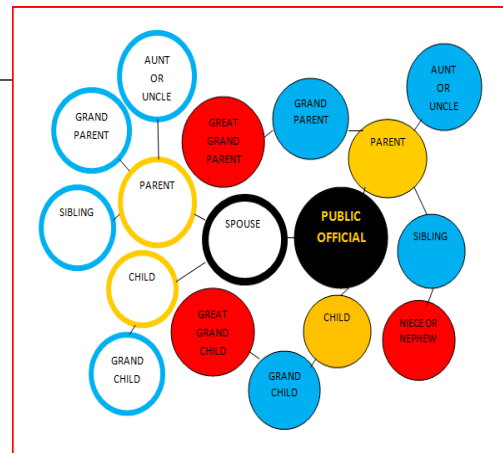 AUNT
OR
UNCLE
GRAND
PARENT
PARENT
SIBLING
CHILD
GRAND
CHILD
SPOUSE
GREAT
GRAND
PARENT
GRAND
PARENT
PARENT
AUNT
OR
UNCLE
PUBLIC
OFFICIAL
SIBLING
NIECE OR
NEPHEW
CHILD
GRAND
CHILD
GREAT
GRAND
CHILD